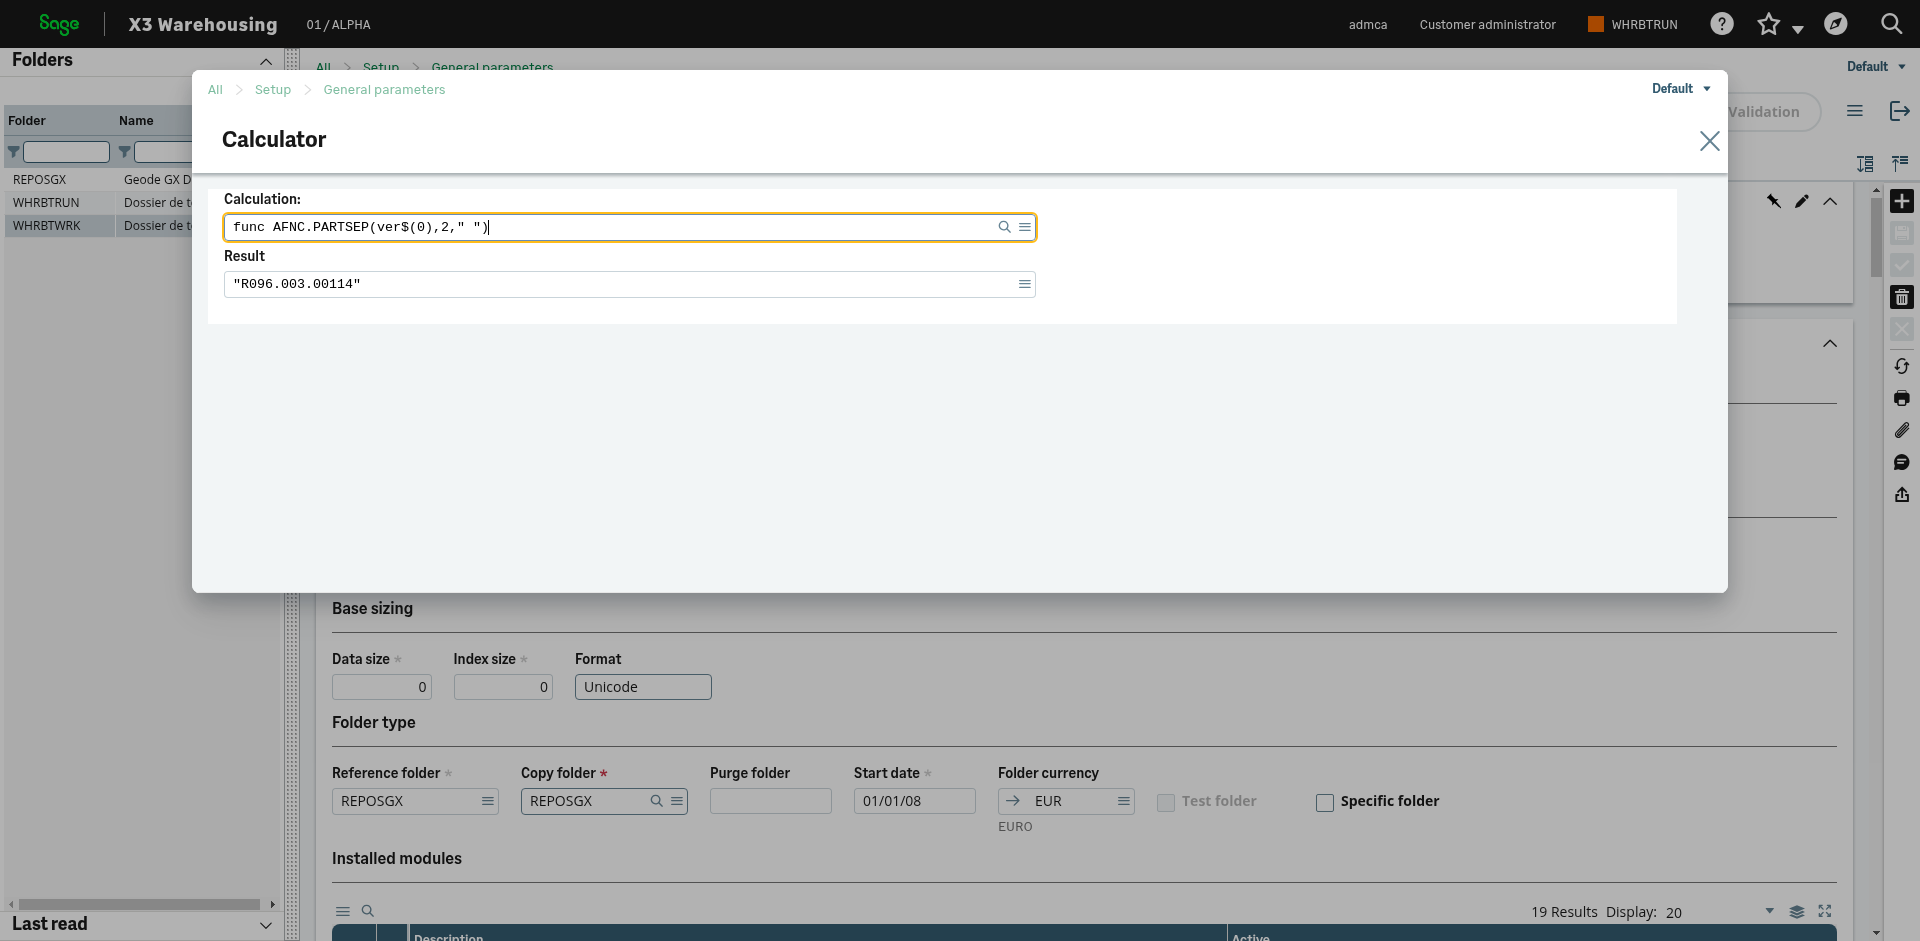 Sage X3 Warehousing 01/ALPHA admca Customer administrator WHRBTRUN
Folders
All Setup General parameters
Default
Folder Name
Validation
REPOSGX Geode GX D
WHRBTRUN Dossier de t
WHRBTWRK Dossier de t
All Setup General parameters
Default
Calculator
Calculation:
func AFNC.PARTSEP(ver$(0),2," ")
Result
"R096.003.00114"
Base sizing
Data size * Index size * Format
0 0 Unicode
Folder type
Reference folder * Copy folder * Purge folder Start date * Folder currency
REPOSGX REPOSGX 01/01/08 EUR Test folder Specific folder
EURO
Installed modules
19 Results Display: 20
Last read
Description Active